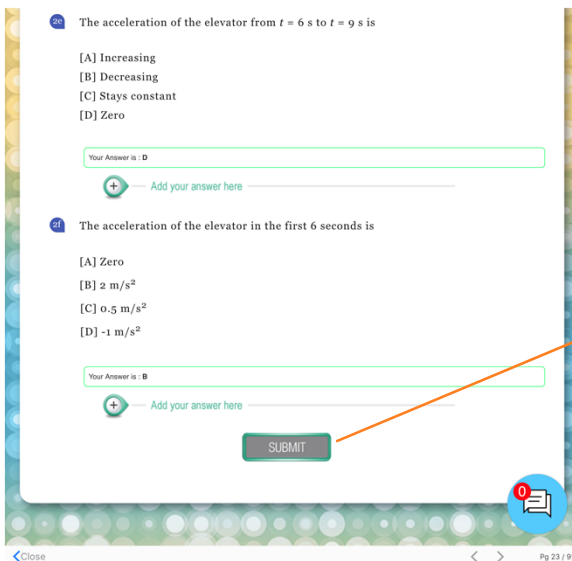 2e The acceleration of the elevator from t = 6 s to t = 9 s is
[A] Increasing
[B] Decreasing
[C] Stays constant
[D] Zero
Your Answer is : D
Add your answer here
2f The acceleration of the elevator in the first 6 seconds is
[A] Zero
[B] 2 m/s²
[C] 0.5 m/s²
[D] -1 m/s²
Your Answer is : B
Add your answer here
SUBMIT
0
Close
Pg 23 / 9